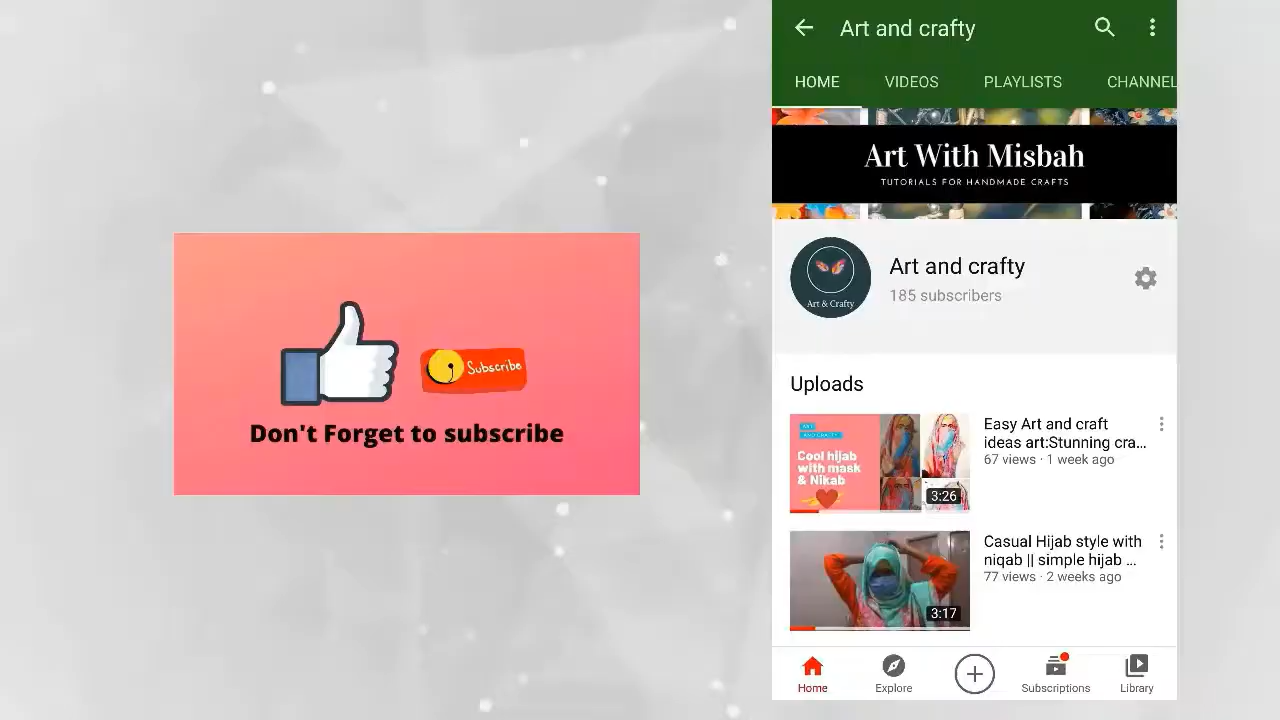 Art and crafty
HOME VIDEOS PLAYLISTS CHANNEL
Art With Misbah
TUTORIALS FOR HANDMADE CRAFTS
Art & Crafty
Art and crafty
185 subscribers
Subscribe
Don't Forget to subscribe
Uploads
ART
AND CRAFTY
Cool hijab
with mask
& Nikab
3:26
Easy Art and craft
ideas art:Stunning cra...
67 views · 1 week ago
3:17
Casual Hijab style with
niqab || simple hijab ...
77 views · 2 weeks ago
Home Explore Subscriptions Library